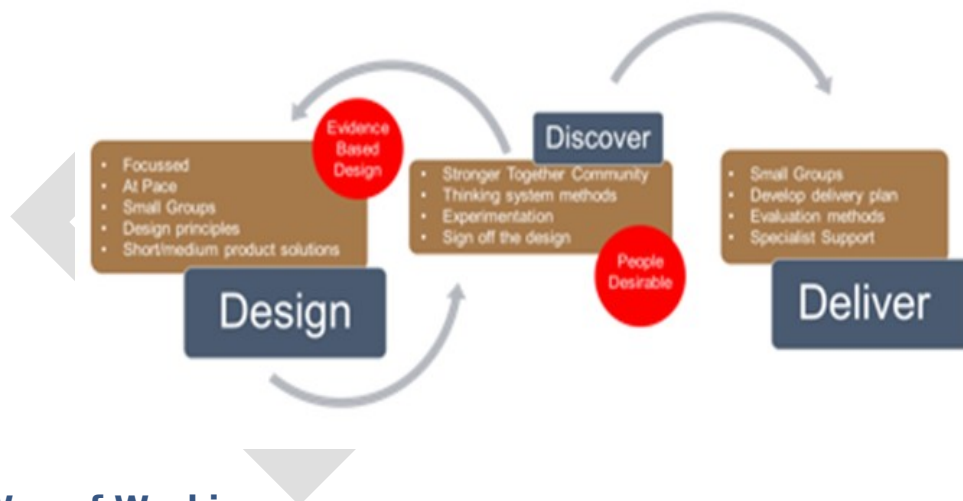 Evidence
Based
Design
• Focussed
• At Pace
• Small Groups
• Design principles
• Short/medium product solutions
Design
Discover
• Stronger Together Community
• Thinking system methods
• Experimentation
• Sign off the design
People
Desirable
• Small Groups
• Develop delivery plan
• Evaluation methods
• Specialist Support
Deliver